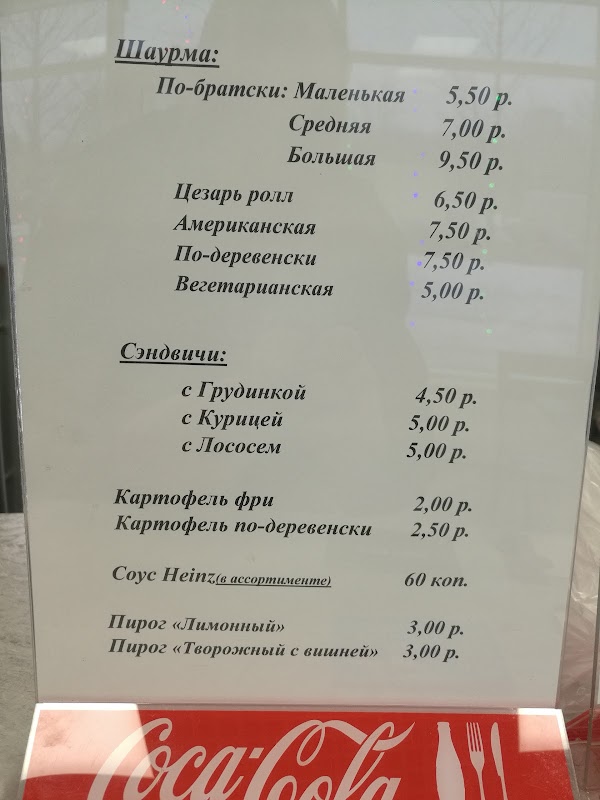 Шаурма:
По-братски: Маленькая 5,50 р.
Средняя 7,00 р.
Большая 9,50 р.
Цезарь ролл 6,50 р.
Американская 7,50 р.
По-деревенски 7,50 р.
Вегетарианская 5,00 р.
Сэндвичи:
с Грудинкой 4,50 р.
с Курицей 5,00 р.
с Лососем 5,00 р.
Картофель фри 2,00 р.
Картофель по-деревенски 2,50 р.
Соус Heinz(в ассортименте) 60 коп.
Пирог «Лимонный» 3,00 р.
Пирог «Творожный с вишней» 3,00 р.
Coca-Cola